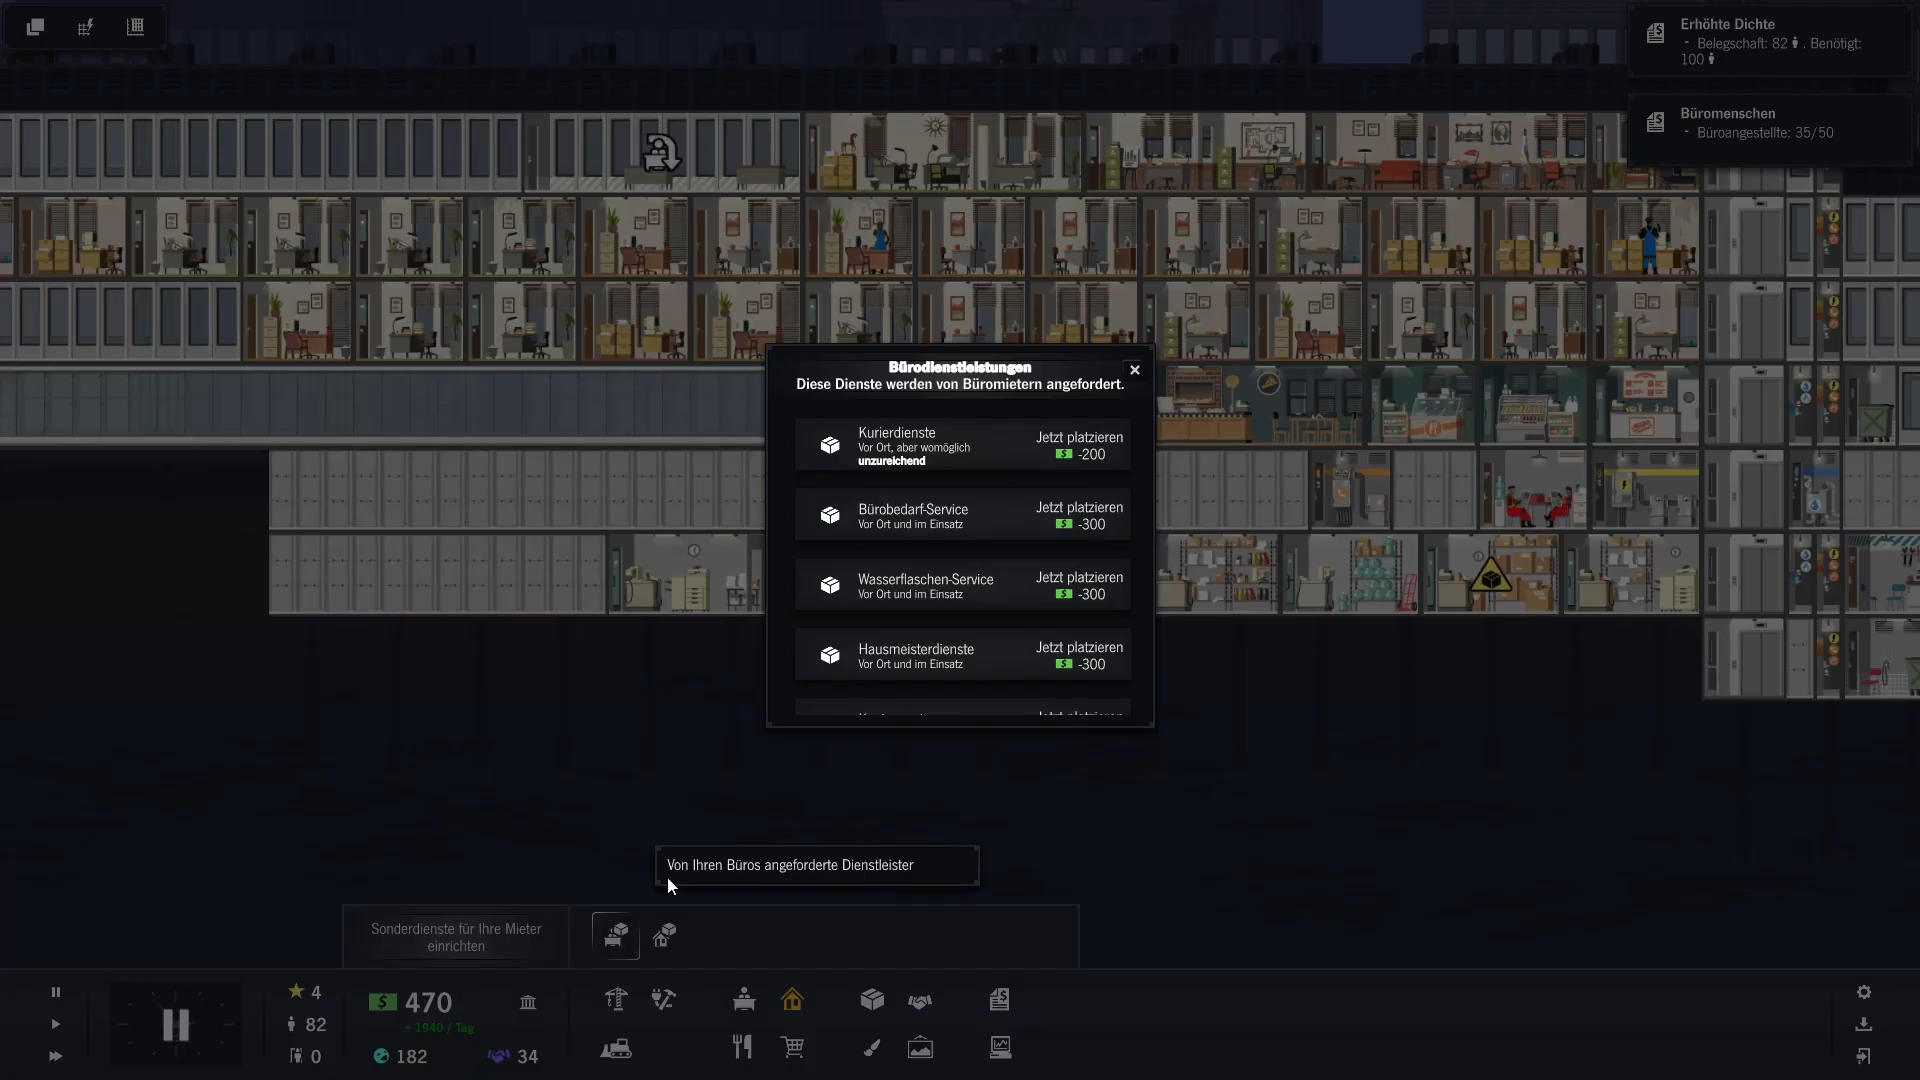 Erhöhte Dichte
- Belegschaft: 82 . Benötigt:
100
Büromenschen
- Büroangestellte: 35/50
Bürodienstleistungen
Diese Dienste werden von Büromietern angefordert.
Kurierdienste
Vor Ort, aber womöglich
unzureichend
Jetzt platzieren
-200
Bürobedarf-Service
Vor Ort und im Einsatz
Jetzt platzieren
-300
Wasserflaschen-Service
Vor Ort und im Einsatz
Jetzt platzieren
-300
Hausmeisterdienste
Vor Ort und im Einsatz
Jetzt platzieren
-300
Von Ihren Büros angeforderte Dienstleister
Sonderdienste für Ihre Mieter
einrichten
4
82
0
470
+ 1940 / Tag
182
34